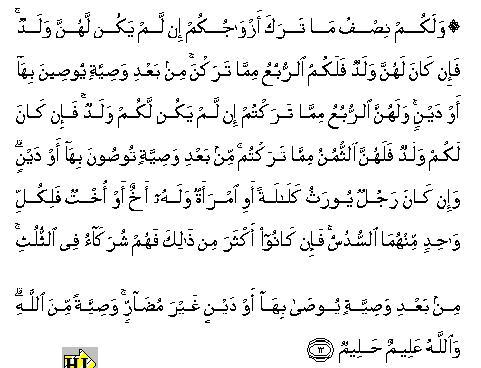 ۞ وَلَكُمْ نِصْفُ مَا تَرَكَ أَزْوَٰجُكُمْ إِن لَّمْ يَكُن لَّهُنَّ وَلَدٌ ۚ
فَإِن كَانَ لَهُنَّ وَلَدٌ فَلَكُمُ ٱلرُّبُعُ مِمَّا تَرَكْنَ ۚ مِنۢ بَعْدِ وَصِيَّةٍ يُوصِينَ بِهَآ
أَوْ دَيْنٍ ۚ وَلَهُنَّ ٱلرُّبُعُ مِمَّا تَرَكْتُمْ إِن لَّمْ يَكُن لَّكُمْ وَلَدٌ ۚ فَإِن كَانَ
لَكُمْ وَلَدٌ فَلَهُنَّ ٱلثُّمُنُ مِمَّا تَرَكْتُم ۚ مِّنۢ بَعْدِ وَصِيَّةٍ تُوصُونَ بِهَآ أَوْ دَيْنٍ ۗ
وَإِن كَانَ رَجُلٌ يُورَثُ كَلَٰلَةً أَوِ ٱمْرَأَةٌ وَلَهُۥٓ أَخٌ أَوْ أُخْتٌ فَلِكُلِّ
وَٰحِدٍ مِّنْهُمَا ٱلسُّدُسُ ۚ فَإِن كَانُوٓا۟ أَكْثَرَ مِن ذَٰلِكَ فَهُمْ شُرَكَآءُ فِى ٱلثُّلُثِ ۚ
مِنۢ بَعْدِ وَصِيَّةٍ يُوصَىٰ بِهَآ أَوْ دَيْنٍ غَيْرَ مُضَآرٍّ ۚ وَصِيَّةً مِّنَ ٱللَّهِ ۗ
وَٱللَّهُ عَلِيمٌ حَلِيمٌ ١٢